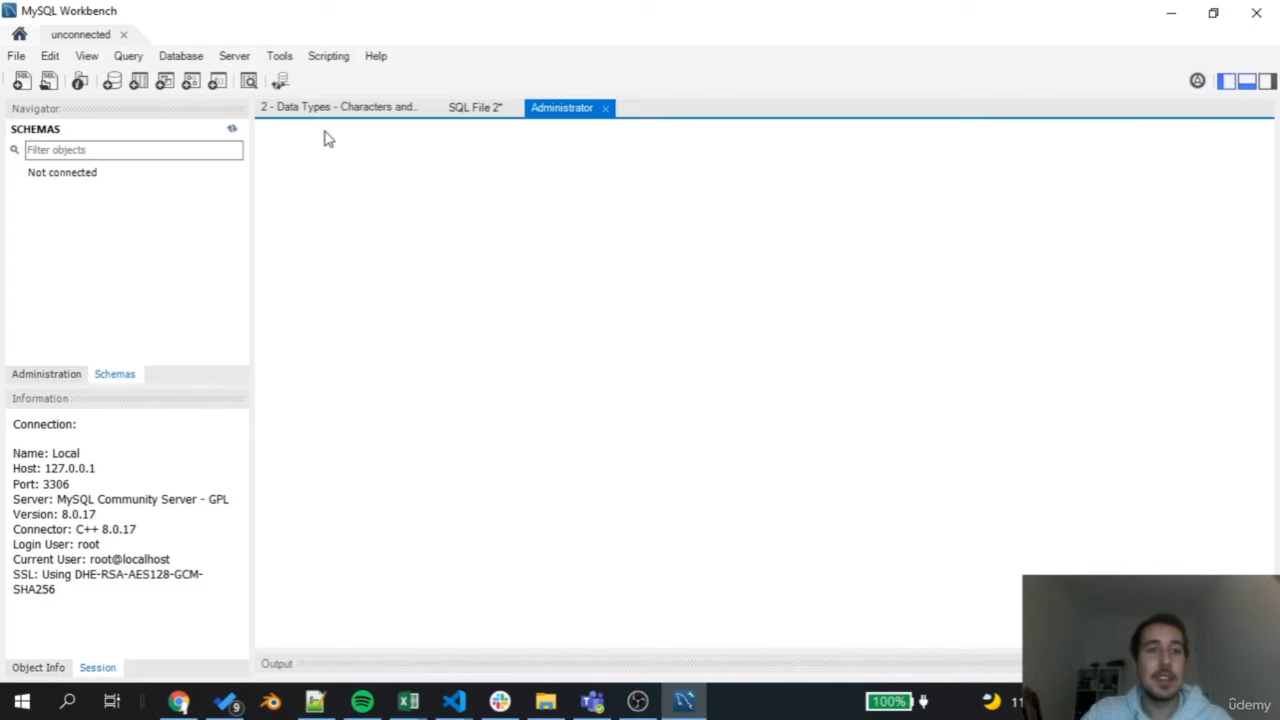 MySQL Workbench
unconnected
File Edit View Query Database Server Tools Scripting Help
Navigator
SCHEMAS
Filter objects
Not connected
2 - Data Types - Characters and...
SQL File 2*
Administrator
Administration Schemas
Information
Connection:
Name: Local
Host: 127.0.0.1
Port: 3306
Server: MySQL Community Server - GPL
Version: 8.0.17
Connector: C++ 8.0.17
Login User: root
Current User: root@localhost
SSL: Using DHE-RSA-AES128-GCM-
SHA256
Object Info Session
Output
9
100%
ûdemy